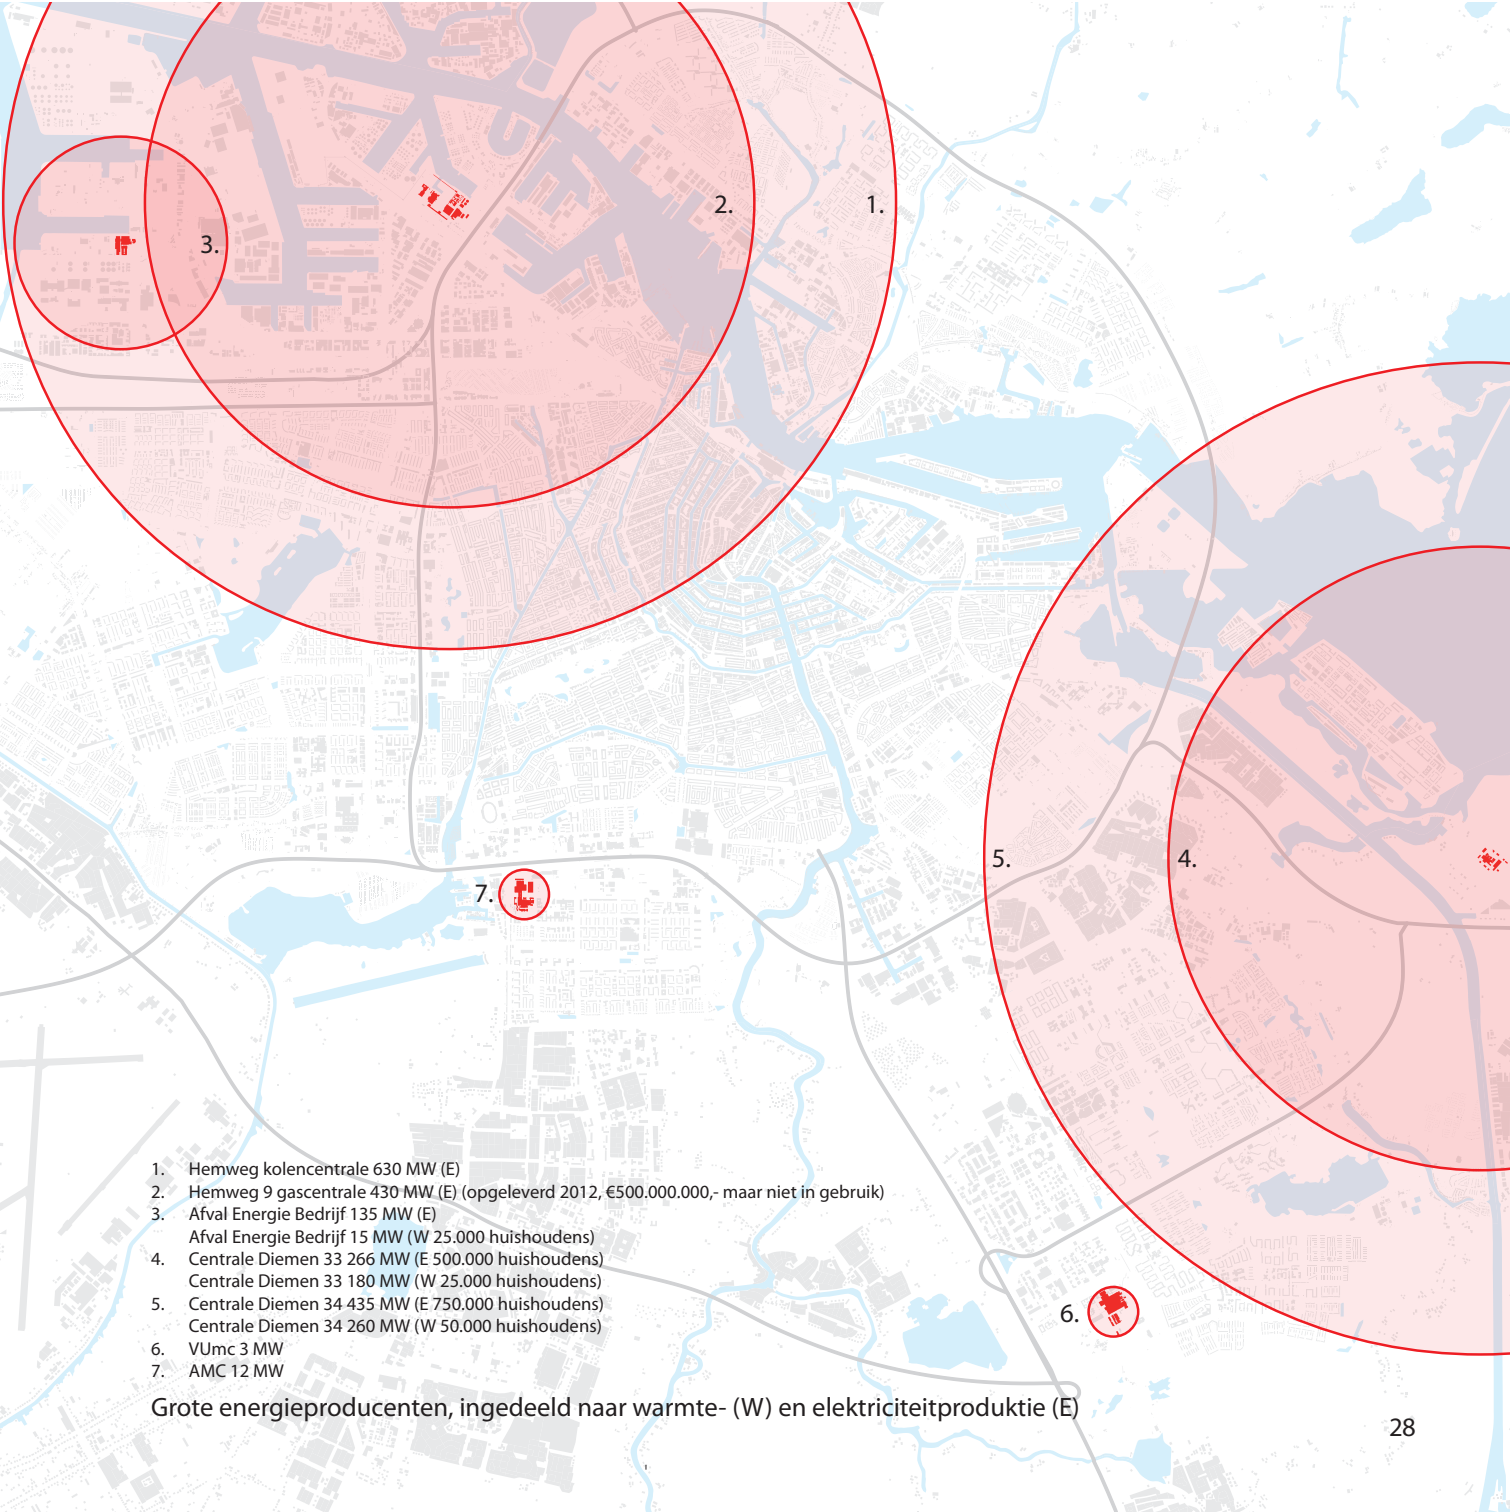 2.
1.
3.
5.
4.
7.
6.
1. Hemweg kolencentrale 630 MW (E)
2. Hemweg 9 gascentrale 430 MW (E) (opgeleverd 2012, €500.000.000,- maar niet in gebruik)
3. Afval Energie Bedrijf 135 MW (E)
Afval Energie Bedrijf 15 MW (W 25.000 huishoudens)
4. Centrale Diemen 33 266 MW (E 500.000 huishoudens)
Centrale Diemen 33 180 MW (W 25.000 huishoudens)
5. Centrale Diemen 34 435 MW (E 750.000 huishoudens)
Centrale Diemen 34 260 MW (W 50.000 huishoudens)
6. VUmc 3 MW
7. AMC 12 MW
Grote energieproducenten, ingedeeld naar warmte- (W) en elektriciteitproduktie (E)
28